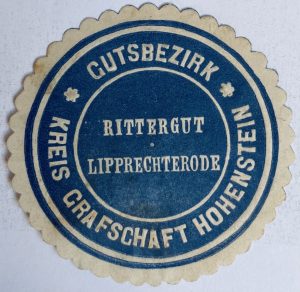 GUTSBEZIRK
RITTERGUT
LIPPRECHTERODE
KREIS GRAFSCHAFT HOHENSTEIN